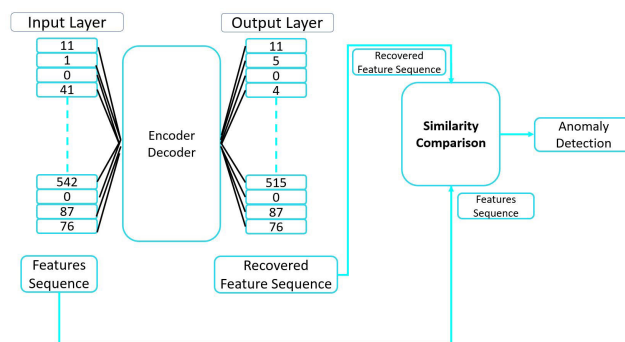 Input Layer
11
1
0
41
542
0
87
76
Features
Sequence
Encoder
Decoder
Output Layer
11
5
0
4
515
0
87
76
Recovered
Feature Sequence
Recovered
Feature Sequence
Similarity
Comparison
Features
Sequence
Anomaly
Detection